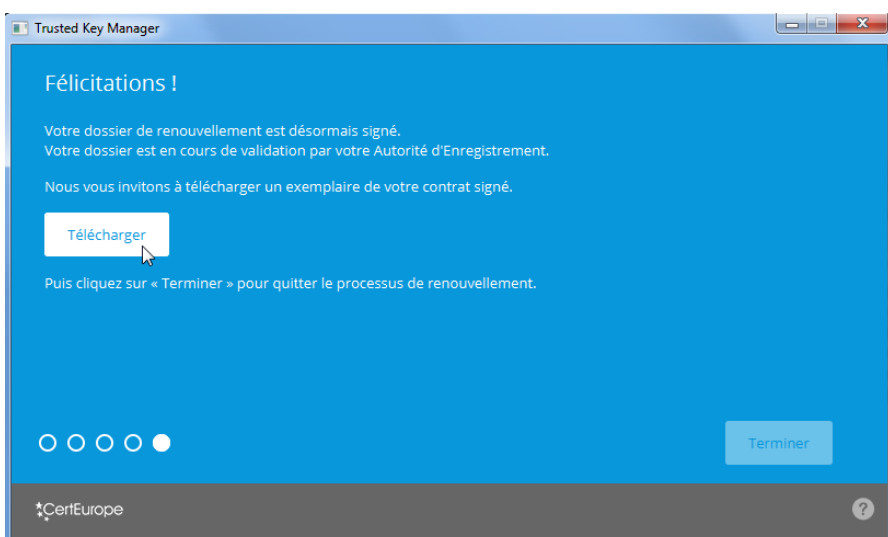 Trusted Key Manager
Félicitations !
Votre dossier de renouvellement est désormais signé.
Votre dossier est en cours de validation par votre Autorité d'Enregistrement.
Nous vous invitons à télécharger un exemplaire de votre contrat signé.
Télécharger
Puis cliquez sur « Terminer » pour quitter le processus de renouvellement.
Terminer
CertEurope
?